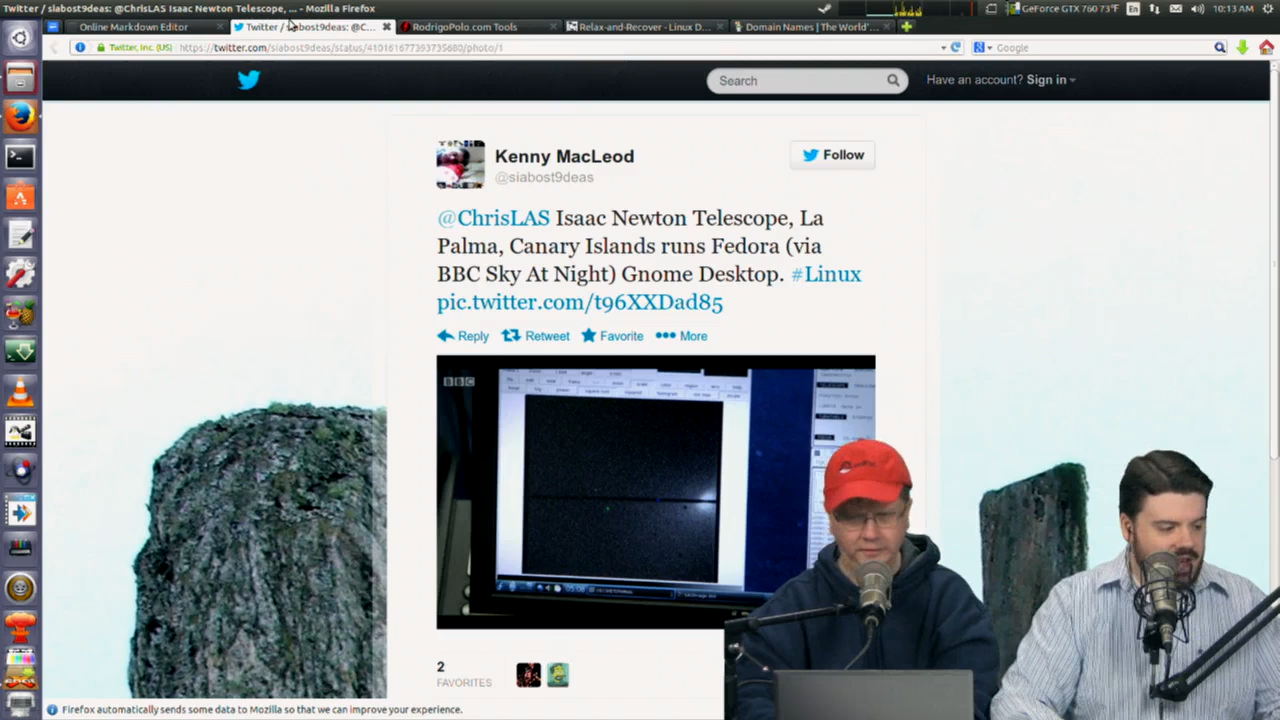 Twitter / siabost9deas: @ChrisLAS Isaac Newton Telescope, ... - Mozilla Firefox
GeForce GTX 760 73°F
En
10:13 AM
Online Markdown Editor
Twitter / siabost9deas: @C...
RodrigoPolo.com Tools
Relax-and-Recover - Linux D...
Domain Names | The World'...
Twitter, Inc. (US)
https://twitter.com/siabost9deas/status/410161677393735680/photo/1
Google
Search
Have an account? Sign in
Kenny MacLeod
@siabost9deas
Follow
@ChrisLAS Isaac Newton Telescope, La
Palma, Canary Islands runs Fedora (via
BBC Sky At Night) Gnome Desktop. #Linux
pic.twitter.com/t96XXDad85
Reply Retweet Favorite More
BBC
2
FAVORITES
Firefox automatically sends some data to Mozilla so that we can improve your experience.